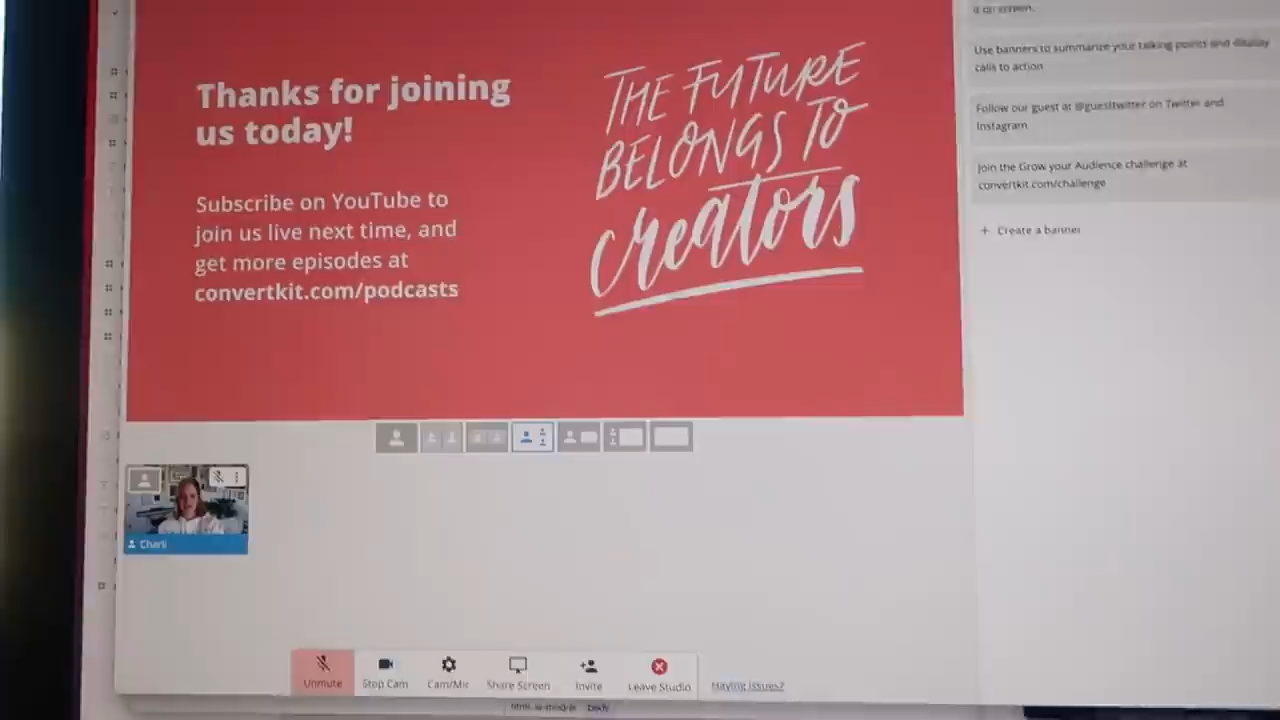 Thanks for joining
us today!
Subscribe on YouTube to
join us live next time, and
get more episodes at
convertkit.com/podcasts
THE FUTURE
BELONGS TO
creators
Use banners to summarize your talking points and display
calls to action
Follow our guest at @guesttwitter on Twitter and
Instagram
Join the Grow your Audience challenge at
convertkit.com/challenge
+ Create a banner
Charli
Unmute
Stop Cam
Cam/Mic
Share Screen
Invite
Leave Studio
Having issues?
body